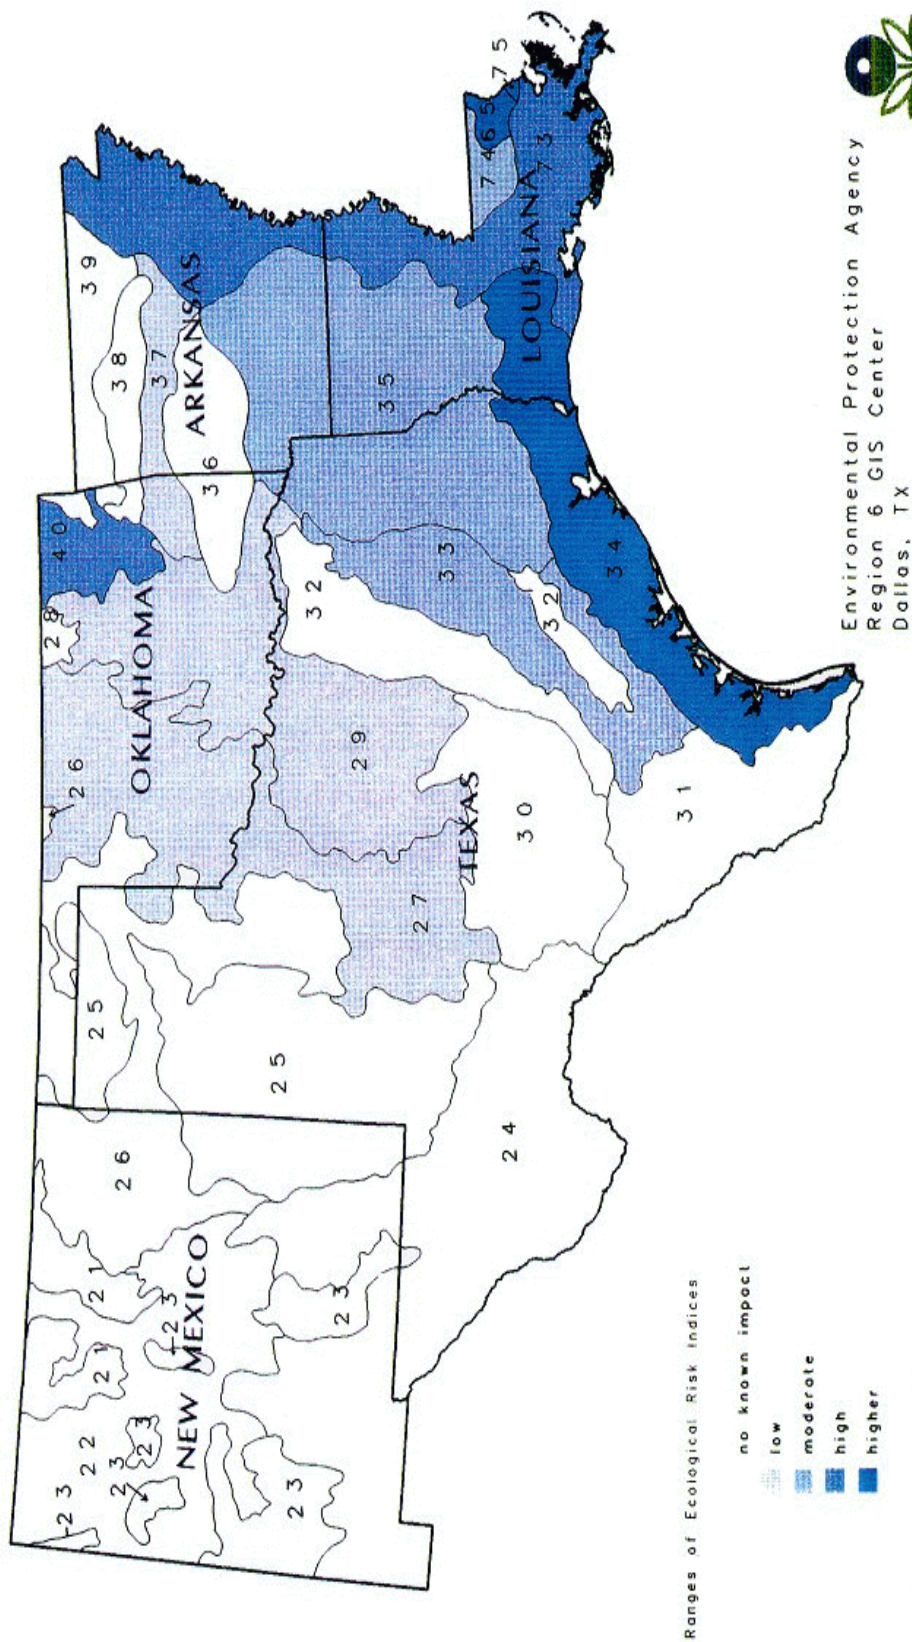 NEW MEXICO
OKLAHOMA
ARKANSAS
TEXAS
LOUISIANA
23
22
23
23
21
21
23
23
23
26
25
25
24
26
28
40
27
29
30
31
32
32
33
34
35
36
37
38
39
74
65
75
73
Ranges of Ecological Risk Indices
no known impact
low
moderate
high
higher
Environmental Protection Agency
Region 6 GIS Center
Dallas, TX